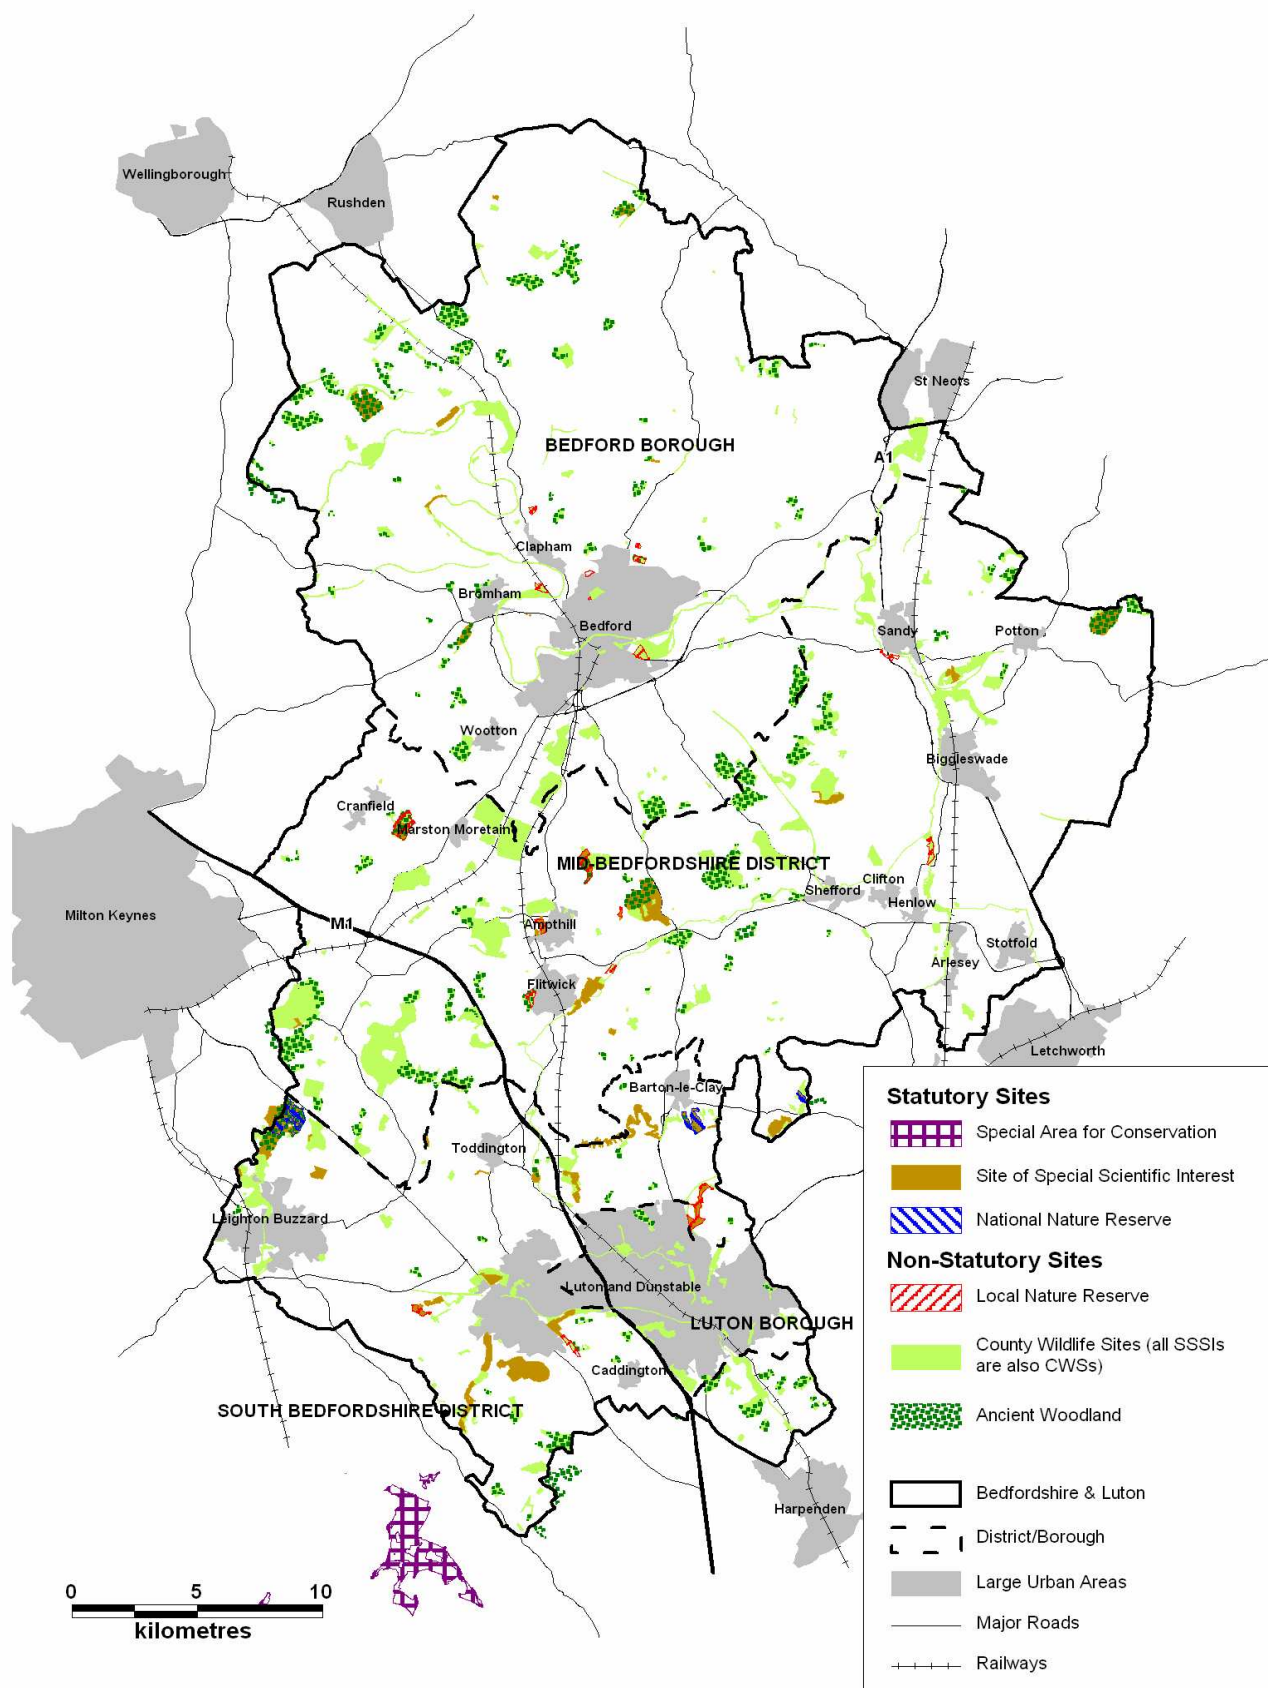 Wellingborough
Rushden
St Neots
BEDFORD BOROUGH
A1
Clapham
Bromham
Bedford
Sandy
Potton
Wootton
Biggleswade
Cranfield
Marston Moretaine
MID-BEDFORDSHIRE DISTRICT
Clifton
Shefford
Henlow
Milton Keynes
M1
Ampthill
Stotfold
Arlesey
Flitwick
Letchworth
Barton-le-Clay
Toddington
Leighton Buzzard
Luton and Dunstable
LUTON BOROUGH
Caddington
SOUTH BEDFORDSHIRE DISTRICT
Harpenden
0 5 10
kilometres
Statutory Sites
Special Area for Conservation
Site of Special Scientific Interest
National Nature Reserve
Non-Statutory Sites
Local Nature Reserve
County Wildlife Sites (all SSSIs
are also CWSs)
Ancient Woodland
Bedfordshire & Luton
District/Borough
Large Urban Areas
Major Roads
Railways